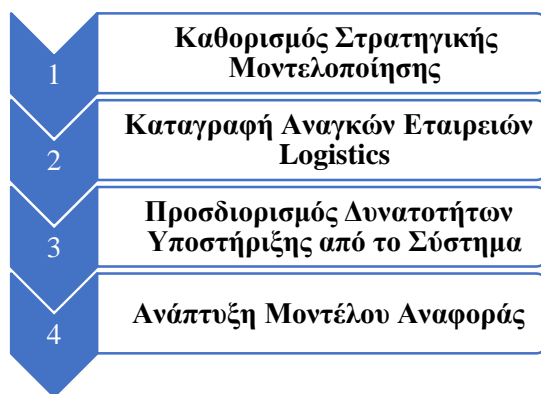 1
Καθορισμός Στρατηγικής
Μοντελοποίησης
2
Καταγραφή Αναγκών Εταιρειών
Logistics
3
Προσδιορισμός Δυνατοτήτων
Υποστήριξης από το Σύστημα
4
Ανάπτυξη Μοντέλου Αναφοράς